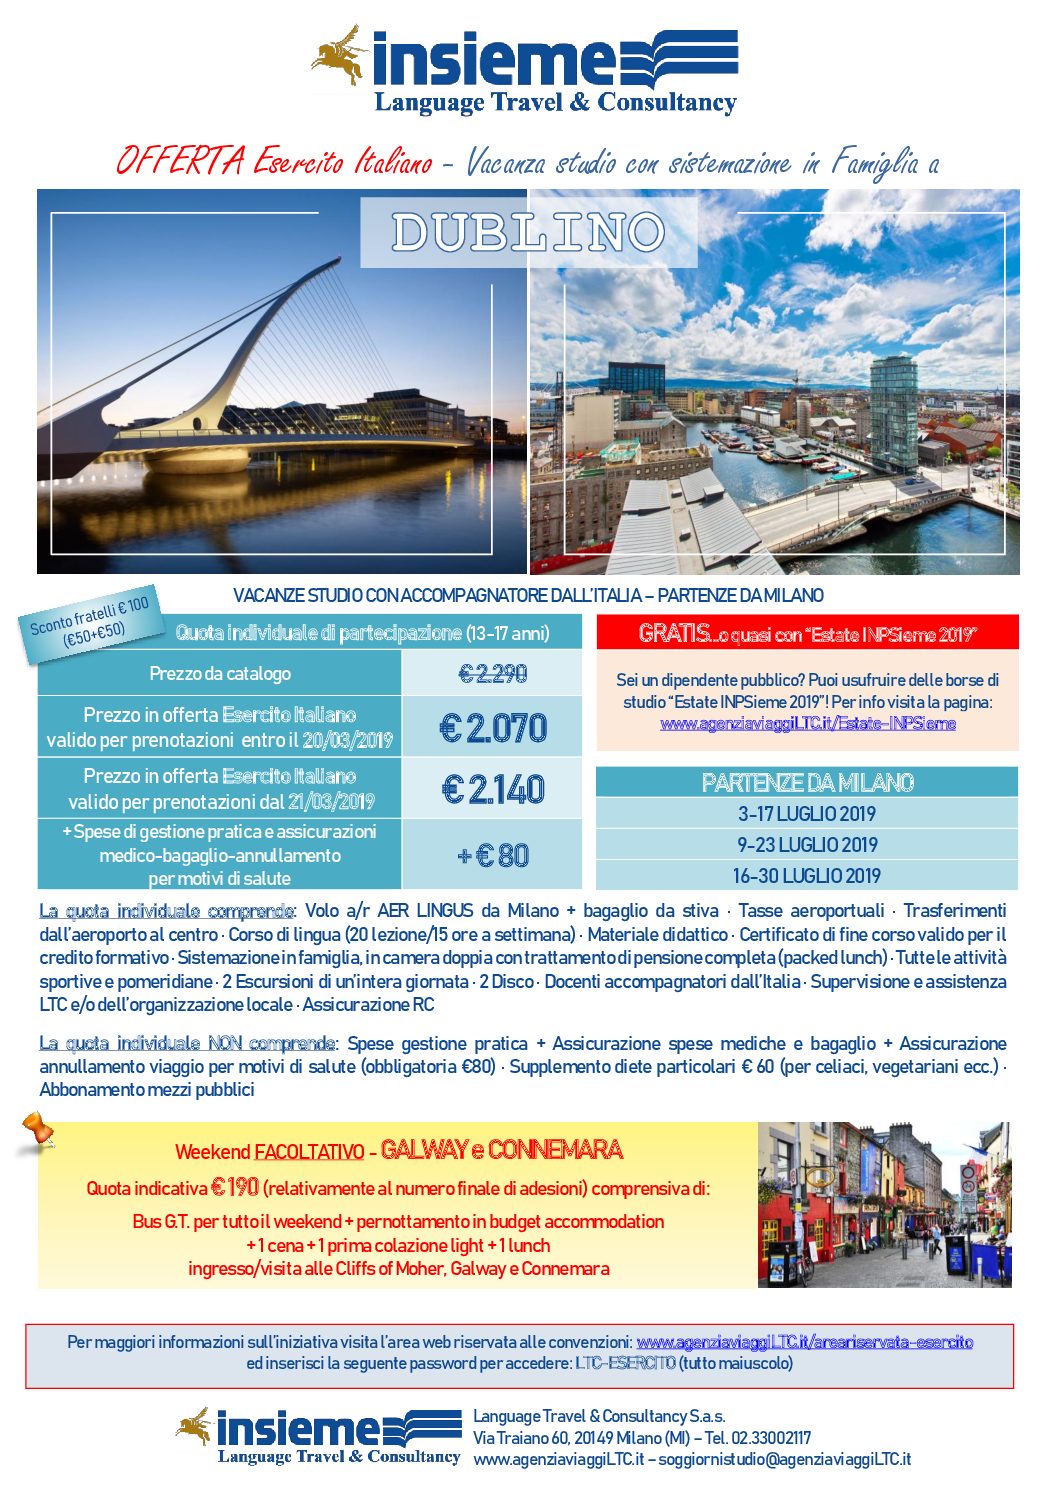 insieme
Language Travel & Consultancy
OFFERTA Esercito Italiano - Vacanza studio con sistemazione in Famiglia a
DUBLINO
VACANZE STUDIO CON ACCOMPAGNATORE DALL'ITALIA – PARTENZE DA MILANO
Sconto fratelli € 100
(€50+€50)
Quota individuale di partecipazione (13-17 anni)
Prezzo da catalogo
€ 2.290
Prezzo in offerta Esercito Italiano
valido per prenotazioni entro il 20/03/2019
€ 2.070
Prezzo in offerta Esercito Italiano
valido per prenotazioni dal 21/03/2019
€ 2.140
+ Spese di gestione pratica e assicurazioni
medico-bagaglio-annullamento
per motivi di salute
+ € 80
GRATIS...o quasi con "Estate INPSieme 2019"
Sei un dipendente pubblico? Puoi usufruire delle borse di
studio "Estate INPSieme 2019"! Per info visita la pagina:
www.agenziaviaggiLTC.it/Estate-INPSieme
PARTENZE DA MILANO
3-17 LUGLIO 2019
9-23 LUGLIO 2019
16-30 LUGLIO 2019
La quota individuale comprende: Volo a/r AER LINGUS da Milano + bagaglio da stiva · Tasse aeroportuali · Trasferimenti
dall'aeroporto al centro · Corso di lingua (20 lezione/15 ore a settimana) · Materiale didattico · Certificato di fine corso valido per il
credito formativo · Sistemazione in famiglia, in camera doppia con trattamento di pensione completa (packed lunch) · Tutte le attività
sportive e pomeridiane · 2 Escursioni di un'intera giornata · 2 Disco · Docenti accompagnatori dall'Italia · Supervisione e assistenza
LTC e/o dell'organizzazione locale · Assicurazione RC
La quota individuale NON comprende: Spese gestione pratica + Assicurazione spese mediche e bagaglio + Assicurazione
annullamento viaggio per motivi di salute (obbligatoria €80) · Supplemento diete particolari € 60 (per celiaci, vegetariani ecc.) ·
Abbonamento mezzi pubblici
Weekend FACOLTATIVO - GALWAY e CONNEMARA
Quota indicativa € 190 (relativamente al numero finale di adesioni) comprensiva di:
Bus G.T. per tutto il weekend + pernottamento in budget accommodation
+ 1 cena + 1 prima colazione light + 1 lunch
ingresso/visita alle Cliffs of Moher, Galway e Connemara
Per maggiori informazioni sull'iniziativa visita l'area web riservata alle convenzioni: www.agenziaviaggiLTC.it/areariservata-esercito
ed inserisci la seguente password per accedere: LTC-ESERCITO (tutto maiuscolo)
insieme
Language Travel & Consultancy
Language Travel & Consultancy S.a.s.
Via Traiano 60, 20149 Milano (MI) – Tel. 02.33002117
www.agenziaviaggiLTC.it – soggiornistudio@agenziaviaggiLTC.it